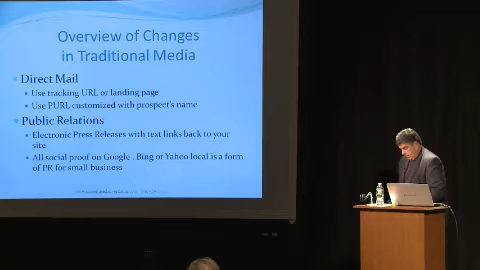 Overview of Changes
in Traditional Media
Direct Mail
Use tracking URL or landing page
Use PURL customized with prospect's name
Public Relations
Electronic Press Releases with text links back to your
site
All social proof on Google , Bing or Yahoo local is a form
of PR for small business